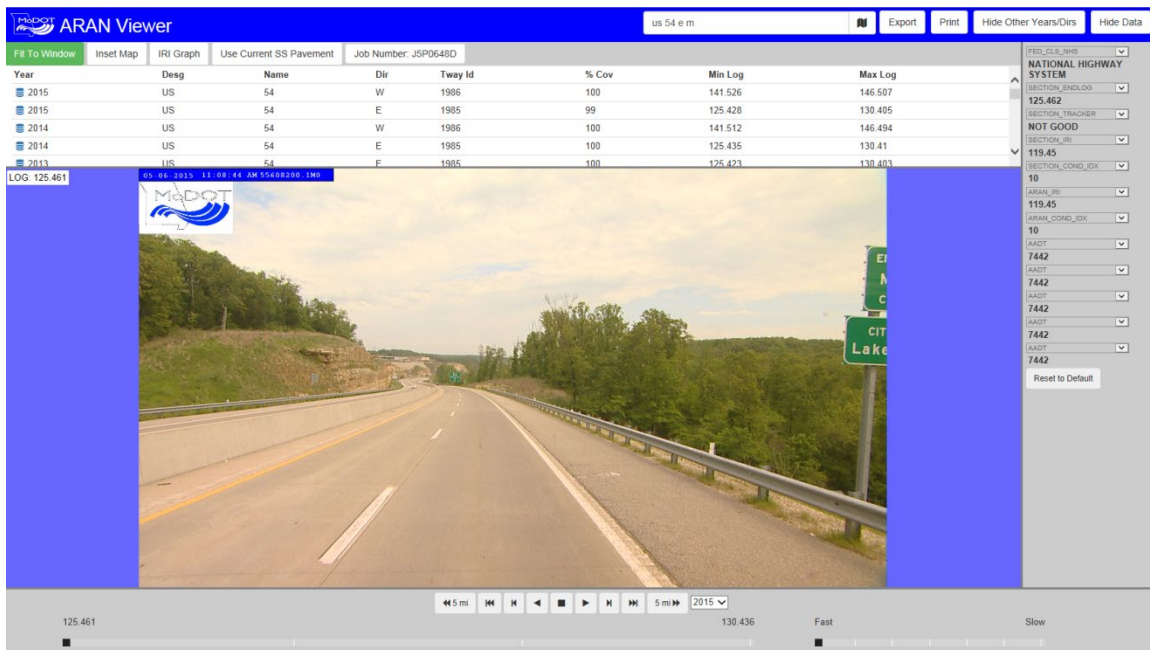 MoDOT ARAN Viewer
us 54 e m
Export Print Hide Other Years/Dirs Hide Data
Fit To Window Inset Map IRI Graph Use Current SS Pavement Job Number: J5P0648D
Year Desg Name Dir Tway Id % Cov Min Log Max Log
2015 US 54 W 1986 100 141.526 146.507
2015 US 54 E 1985 99 125.428 130.405
2014 US 54 W 1986 100 141.512 146.494
2014 US 54 E 1985 100 125.435 130.41
2013 US 54 E 1985 100 125.423 130.403
FED_CLS_NHS
NATIONAL HIGHWAY
SYSTEM
SECTION_ENDLOG
125.462
SECTION_TRACKER
NOT GOOD
SECTION_IRI
119.45
SECTION_COND_IDX
10
ARAN_IRI
119.45
ARAN_COND_IDX
10
AADT
7442
AADT
7442
AADT
7442
AADT
7442
AADT
7442
Reset to Default
LOG: 125.461
05-06-2015 11:08:44 AM 55608200.IM0
MoDOT
CIT
Lake
5 mi 5 mi 2015
125.461 130.436 Fast Slow